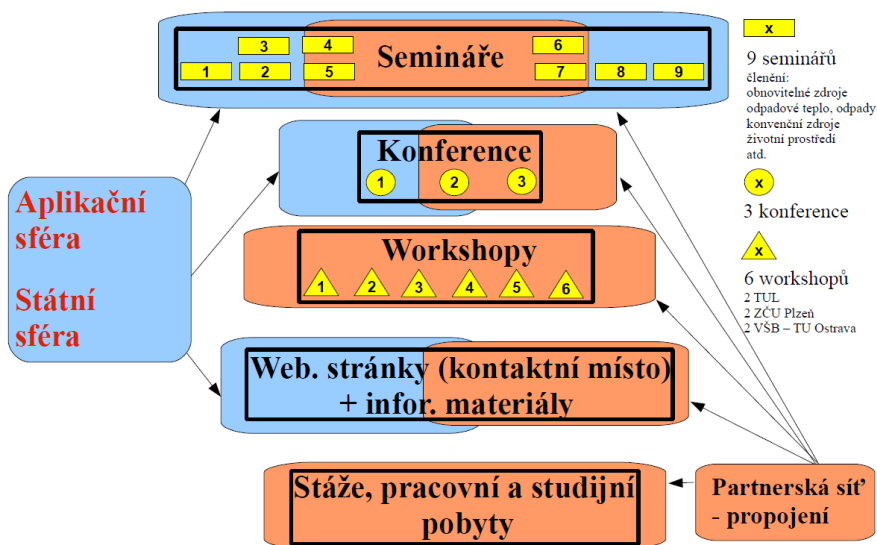 3 4 6
Semináře
1 2 5 7 8 9
Konference
1 2 3
Aplikační
sféra
Státní
sféra
Workshopy
1 2 3 4 5 6
Web. stránky (kontaktní místo)
+ infor. materiály
Stáže, pracovní a studijní
pobyty
Partnerská síť
- propojení
x
9 seminářů
členění:
obnovitelné zdroje
odpadové teplo, odpady
konvenční zdroje
životní prostředí
atd.
x
3 konference
x
6 workshopů
2 TUL
2 ZČU Plzeň
2 VŠB – TU Ostrava